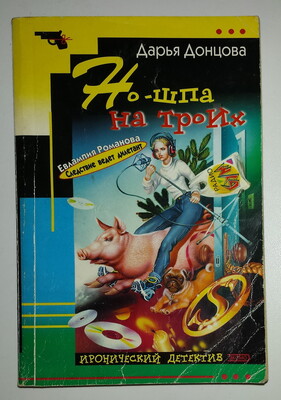 Дарья Донцова
Но-шпа
на троих
Евлампия Романова
Следствие ведет дилетант
ИРОНИЧЕСКИЙ ДЕТЕКТИВ